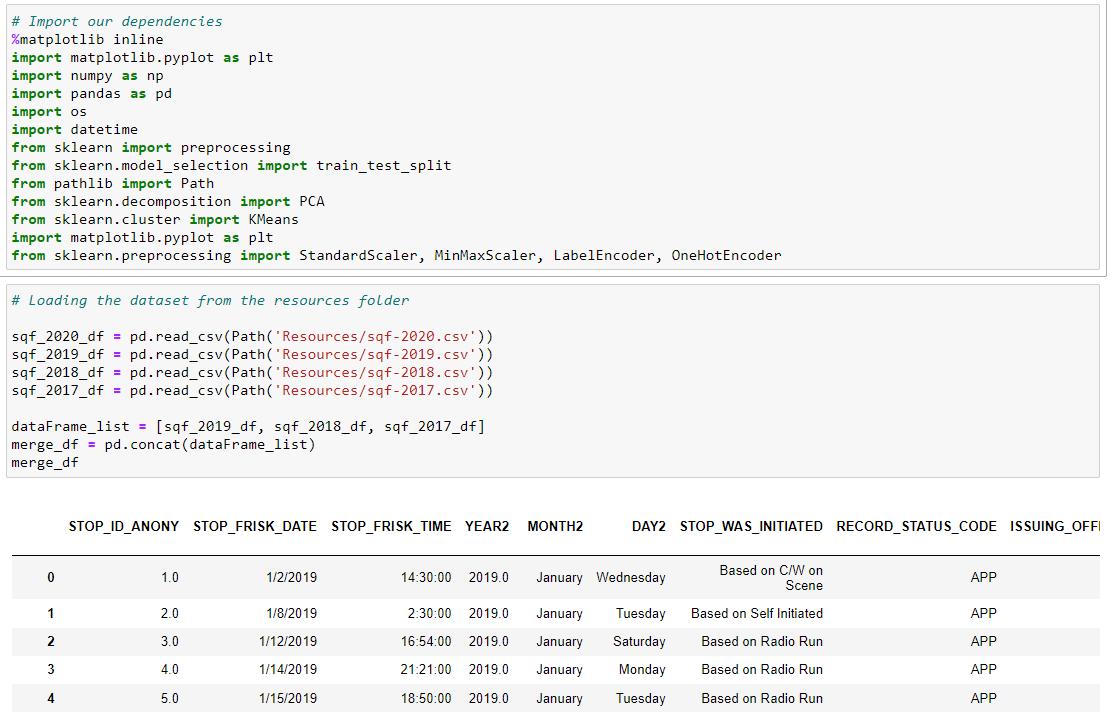 # Import our dependencies
%matplotlib inline
import matplotlib.pyplot as plt
import numpy as np
import pandas as pd
import os
import datetime
from sklearn import preprocessing
from sklearn.model_selection import train_test_split
from pathlib import Path
from sklearn.decomposition import PCA
from sklearn.cluster import KMeans
import matplotlib.pyplot as plt
from sklearn.preprocessing import StandardScaler, MinMaxScaler, LabelEncoder, OneHotEncoder
# Loading the dataset from the resources folder
sqf_2020_df = pd.read_csv(Path('Resources/sqf-2020.csv'))
sqf_2019_df = pd.read_csv(Path('Resources/sqf-2019.csv'))
sqf_2018_df = pd.read_csv(Path('Resources/sqf-2018.csv'))
sqf_2017_df = pd.read_csv(Path('Resources/sqf-2017.csv'))
dataFrame_list = [sqf_2019_df, sqf_2018_df, sqf_2017_df]
merge_df = pd.concat(dataFrame_list)
merge_df
STOP_ID_ANONY STOP_FRISK_DATE STOP_FRISK_TIME YEAR2 MONTH2 DAY2 STOP_WAS_INITIATED RECORD_STATUS_CODE ISSUING_OFF
0 1.0 1/2/2019 14:30:00 2019.0 January Wednesday Based on C/W on Scene APP
1 2.0 1/8/2019 2:30:00 2019.0 January Tuesday Based on Self Initiated APP
2 3.0 1/12/2019 16:54:00 2019.0 January Saturday Based on Radio Run APP
3 4.0 1/14/2019 21:21:00 2019.0 January Monday Based on Radio Run APP
4 5.0 1/15/2019 18:50:00 2019.0 January Tuesday Based on Radio Run APP